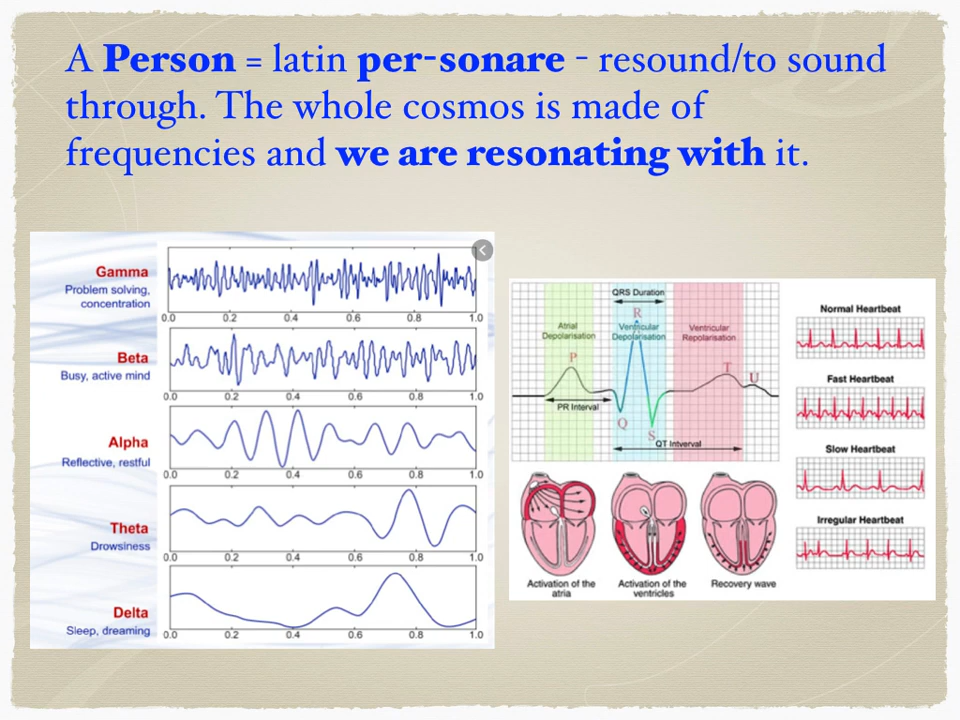 A Person = latin per-sonare - resound/to sound
through. The whole cosmos is made of
frequencies and we are resonating with it.
Gamma
Problem solving,
concentration
0.0 0.2 0.4 0.6 0.8 1.0
Beta
Busy, active mind
0.0 0.2 0.4 0.6 0.8 1.0
Alpha
Reflective, restful
0.0 0.2 0.4 0.6 0.8 1.0
Theta
Drowsiness
0.0 0.2 0.4 0.6 0.8 1.0
Delta
Sleep, dreaming
0.0 0.2 0.4 0.6 0.8 1.0
QRS Duration
R
Atrial
Depolarisation
Ventricular
Depolarisation
Ventricular
Repolarisation
P
T
U
PR Interval
Q
S
QT Interval
Activation of the
atria
Activation of the
ventricles
Recovery wave
Normal Heartbeat
Fast Heartbeat
Slow Heartbeat
Irregular Heartbeat